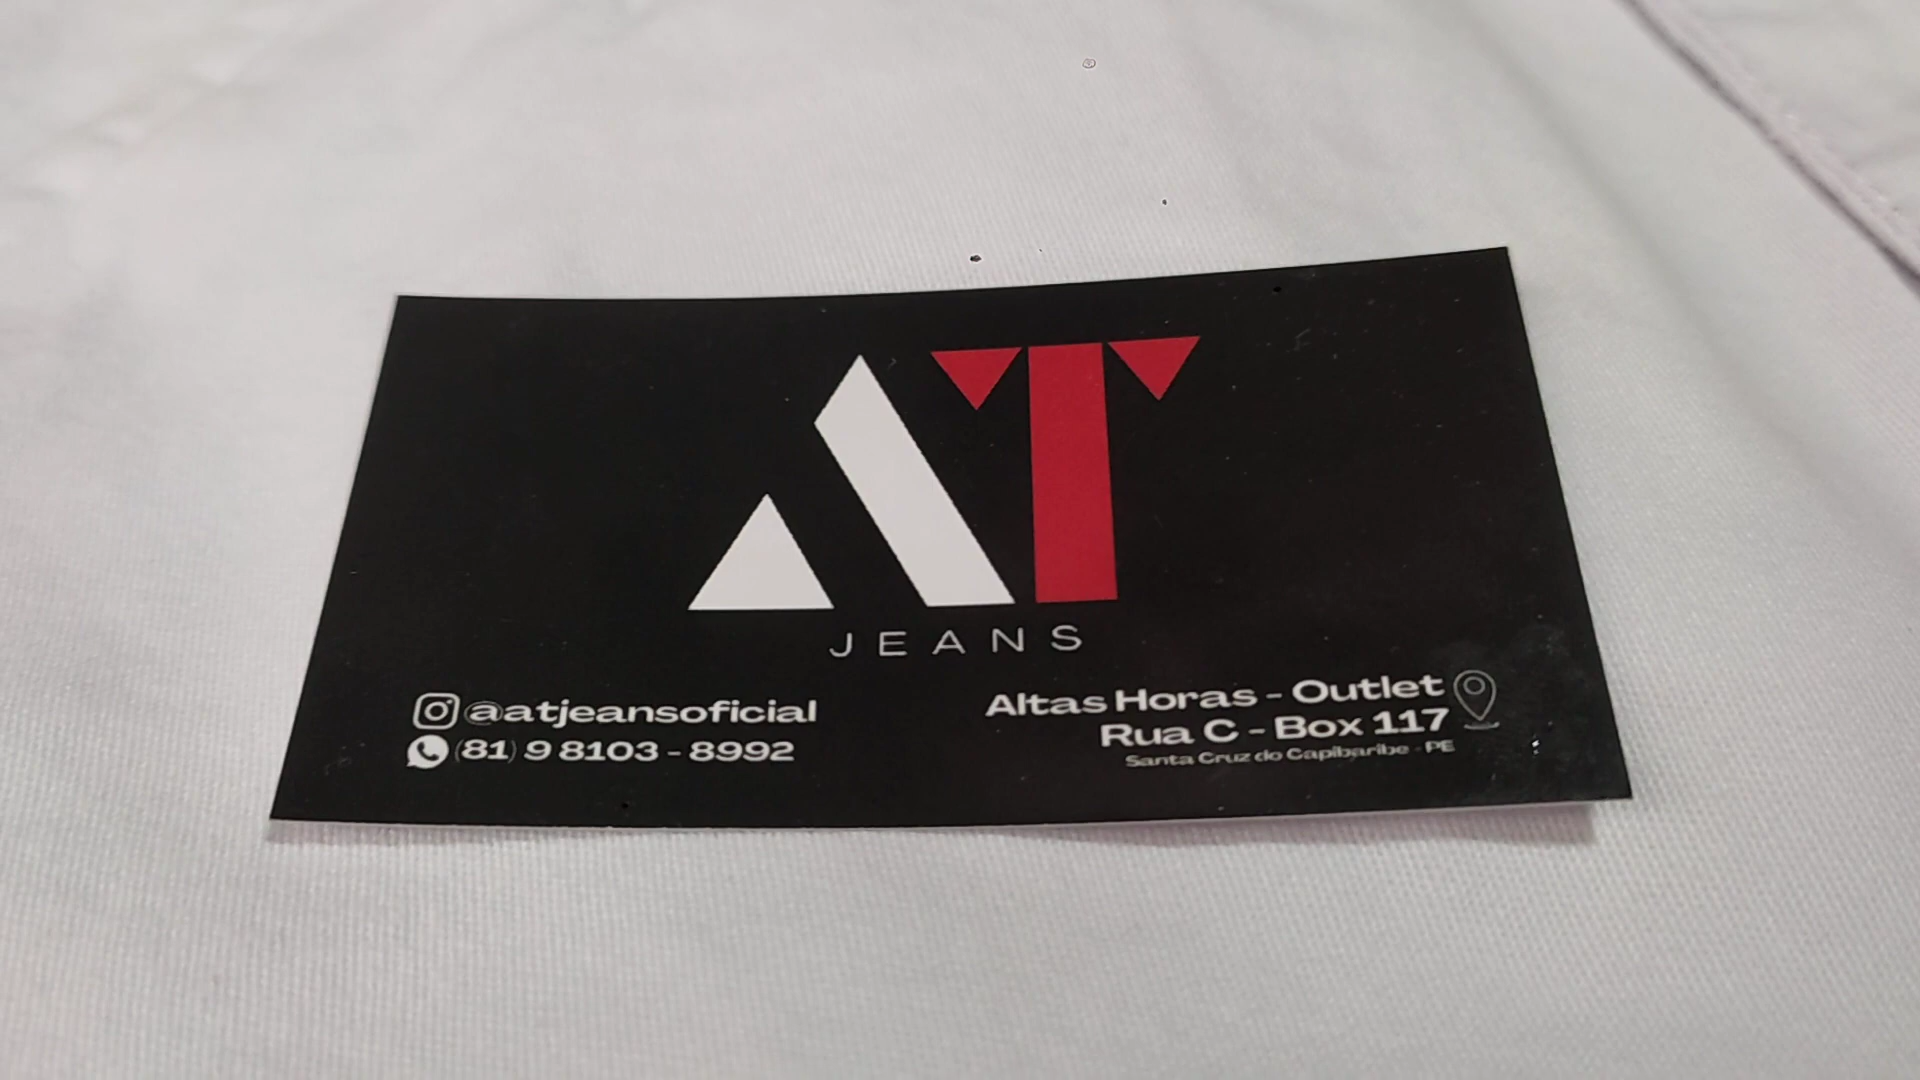 AT
JEANS
@atjeansoficial
(81) 9 8103 - 8992
Altas Horas - Outlet
Rua C - Box 117
Santa Cruz do Capibaribe - PE